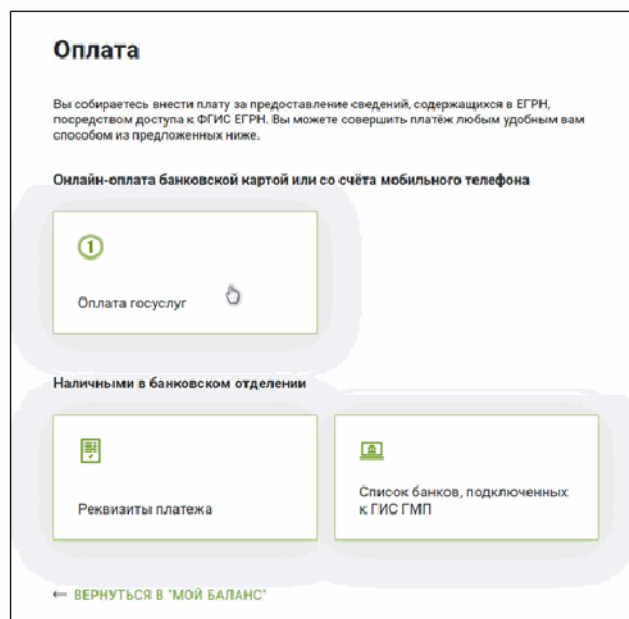 Оплата
Вы собираетесь внести плату за предоставление сведений, содержащихся в ЕГРН,
посредством доступа к ФГИС ЕГРН. Вы можете совершить платёж любым удобным вам
способом из предложенных ниже.
Онлайн-оплата банковской картой или со счёта мобильного телефона
1
Оплата госуслуг
Наличными в банковском отделении
Реквизиты платежа
Список банков, подключенных
к ГИС ГМП
← ВЕРНУТЬСЯ В "МОЙ БАЛАНС"